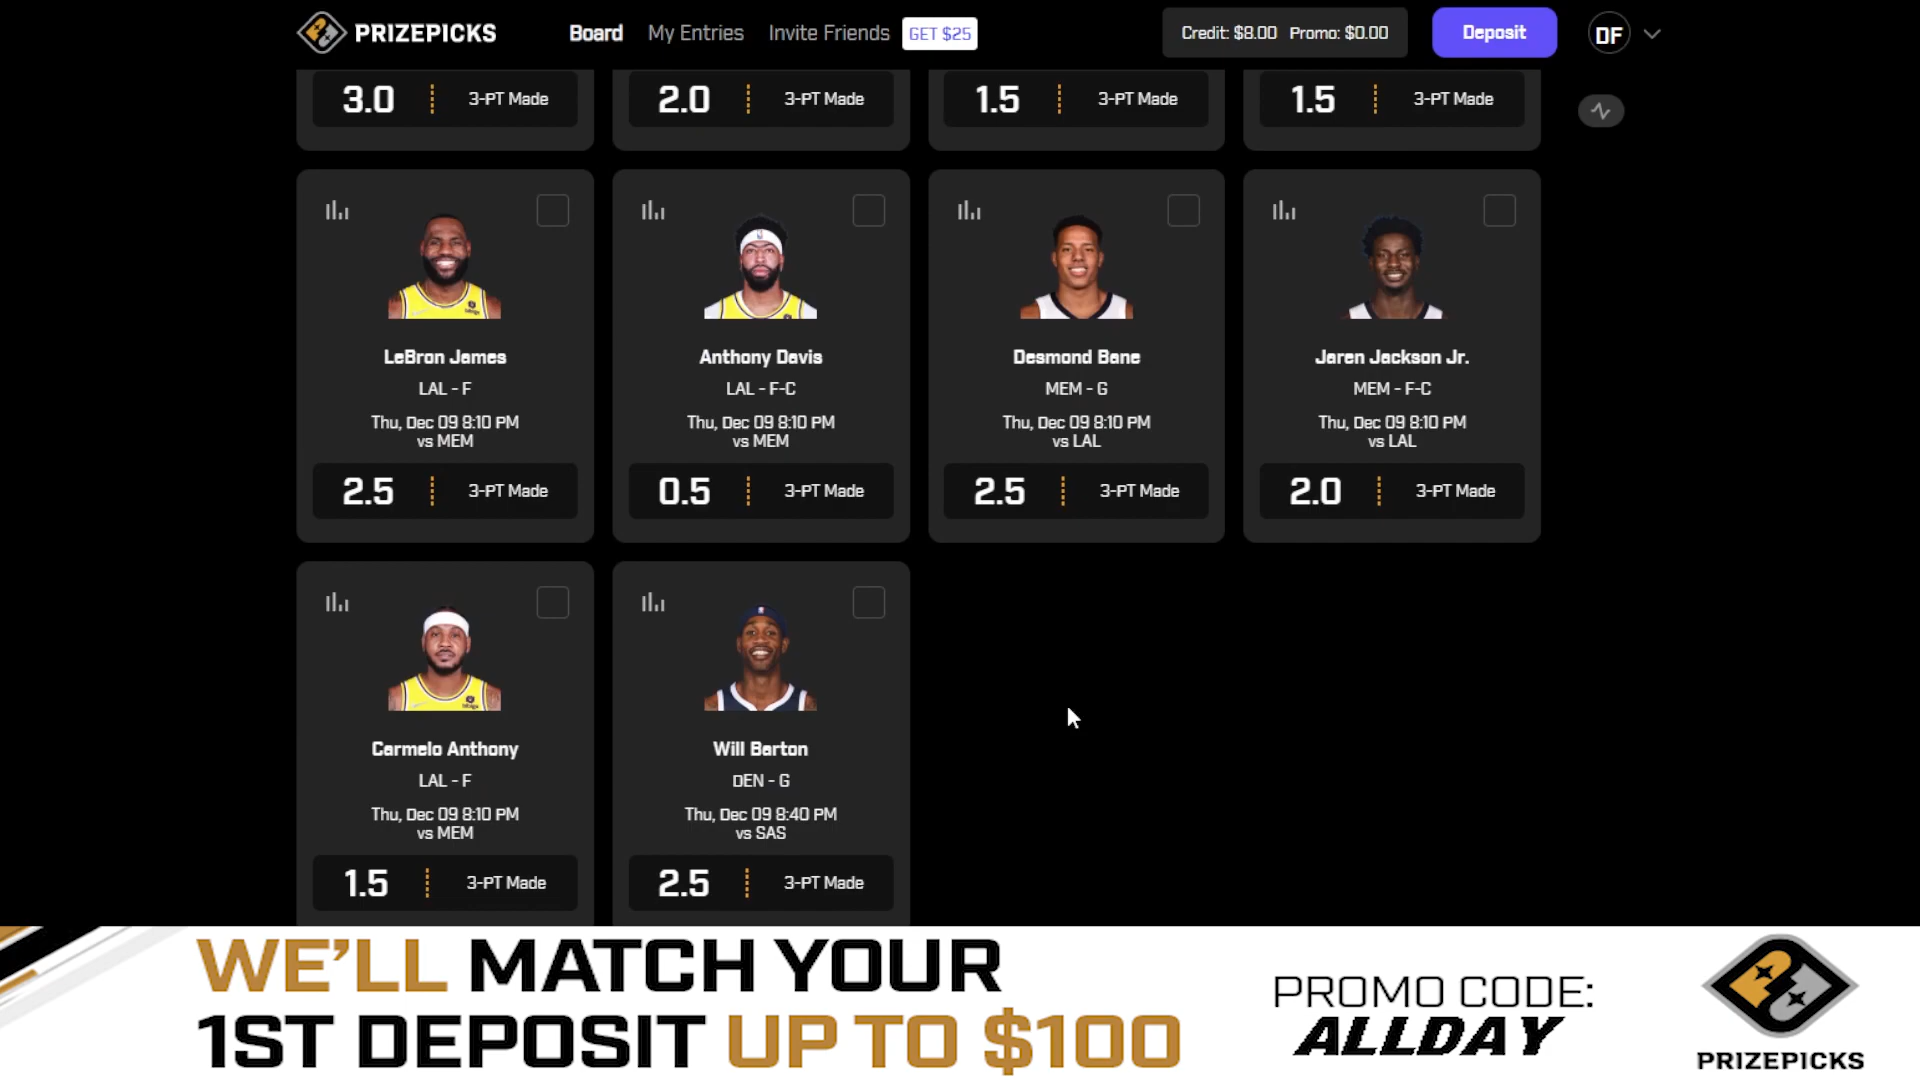 PRIZEPICKS
Board
My Entries
Invite Friends
GET $25
Credit: $8.00 Promo: $0.00
Deposit
DF
3.0 3-PT Made
2.0 3-PT Made
1.5 3-PT Made
1.5 3-PT Made
LeBron James
LAL - F
Thu, Dec 09 8:10 PM
vs MEM
2.5 3-PT Made
Anthony Davis
LAL - F-C
Thu, Dec 09 8:10 PM
vs MEM
0.5 3-PT Made
Desmond Bane
MEM - G
Thu, Dec 09 8:10 PM
vs LAL
2.5 3-PT Made
Jaren Jackson Jr.
MEM - F-C
Thu, Dec 09 8:10 PM
vs LAL
2.0 3-PT Made
Carmelo Anthony
LAL - F
Thu, Dec 09 8:10 PM
vs MEM
1.5 3-PT Made
Will Barton
DEN - G
Thu, Dec 09 8:40 PM
vs SAS
2.5 3-PT Made
WE'LL MATCH YOUR
1ST DEPOSIT UP TO $100
PROMO CODE:
ALLDAY
PRIZEPICKS